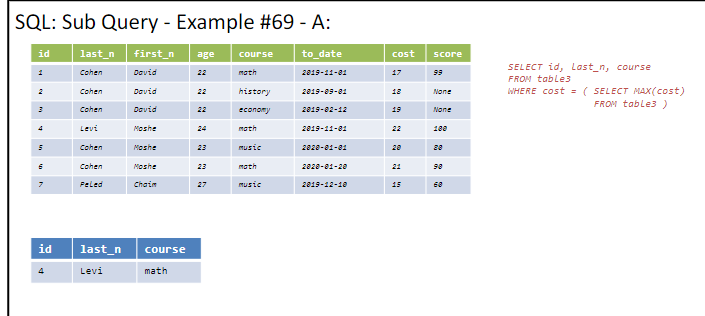 SQL: Sub Query - Example #69 - A:
id last_n first_n age course to_date cost score
1 Cohen David 22 math 2019-11-01 17 99
2 Cohen David 22 history 2019-09-01 18 None
3 Cohen David 22 economy 2019-02-12 19 None
4 Levi Moshe 24 math 2019-11-01 22 100
5 Cohen Moshe 23 music 2020-01-01 20 80
6 Cohen Moshe 23 math 2020-01-20 21 90
7 Peled Chaim 27 music 2019-12-10 15 60
SELECT id, last_n, course
FROM table3
WHERE cost = ( SELECT MAX(cost)
FROM table3 )
id last_n course
4 Levi math